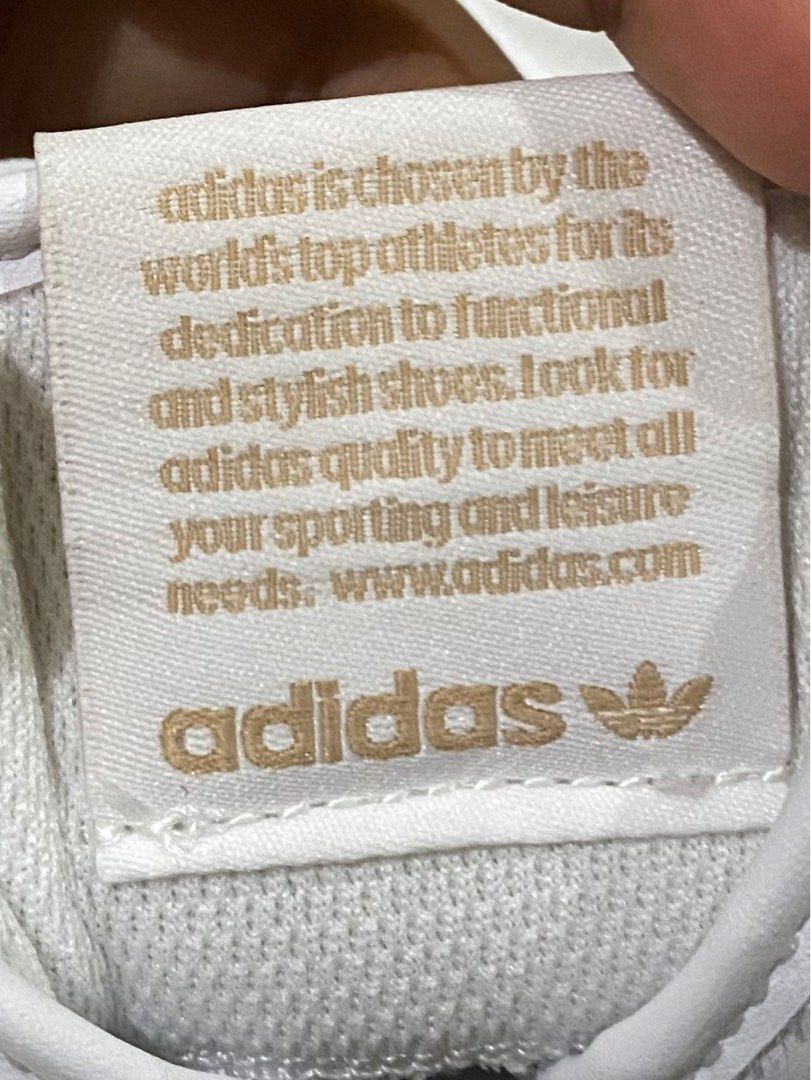 adidas is chosen by the
world's top athletes for its
dedication to functional
and stylish shoes. Look for
adidas quality to meet all
your sporting and leisure
needs. www.adidas.com
adidas